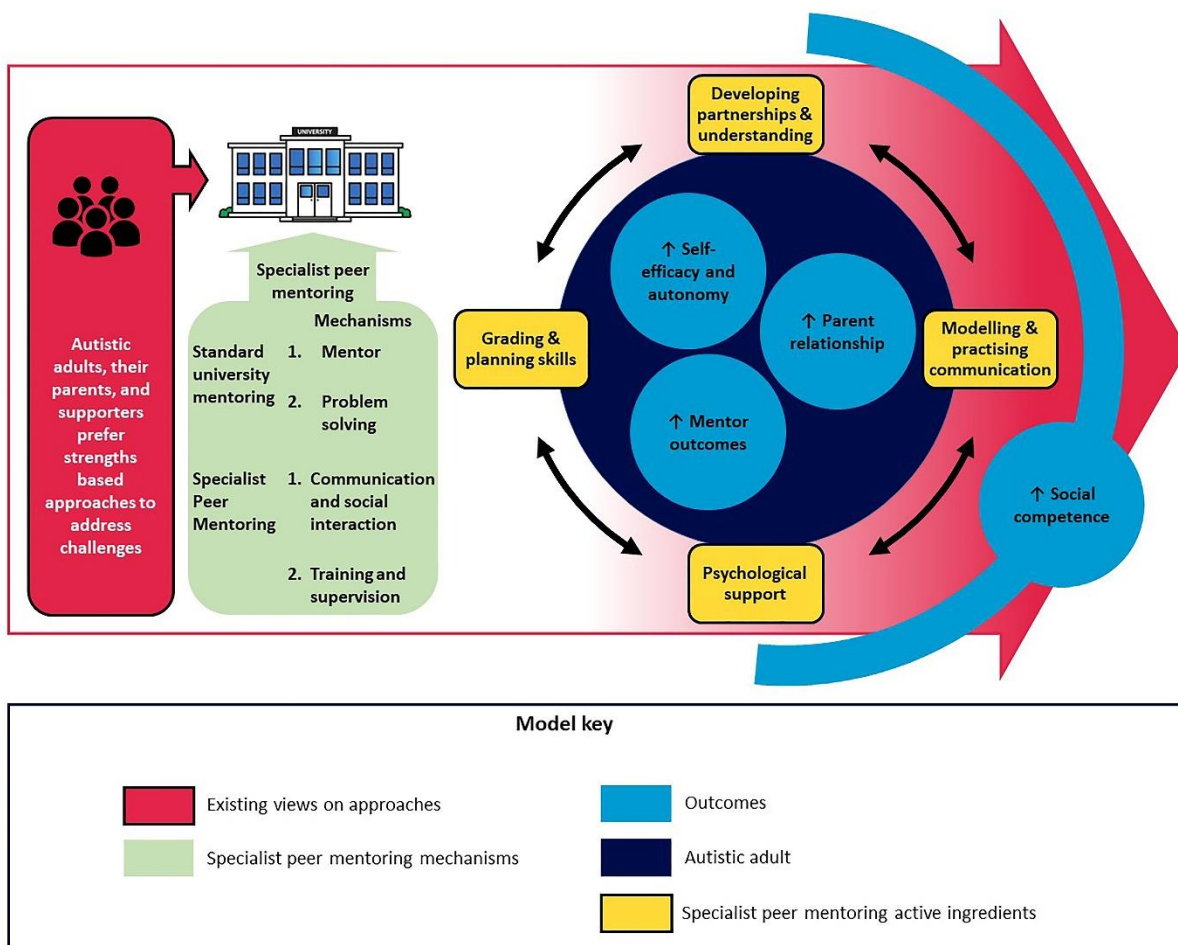 Autistic
adults, their
parents, and
supporters
prefer
strengths
based
approaches to
address
challenges
UNIVERSITY
Specialist peer
mentoring
Mechanisms
Standard
university
mentoring
1. Mentor
2. Problem
solving
Specialist
Peer
Mentoring
1. Communication
and social
interaction
2. Training and
supervision
Developing
partnerships &
understanding
Grading &
planning skills
↑ Self-
efficacy and
autonomy
↑ Parent
relationship
↑ Mentor
outcomes
Modelling &
practising
communication
Psychological
support
↑ Social
competence
Model key
Existing views on approaches
Specialist peer mentoring mechanisms
Outcomes
Autistic adult
Specialist peer mentoring active ingredients